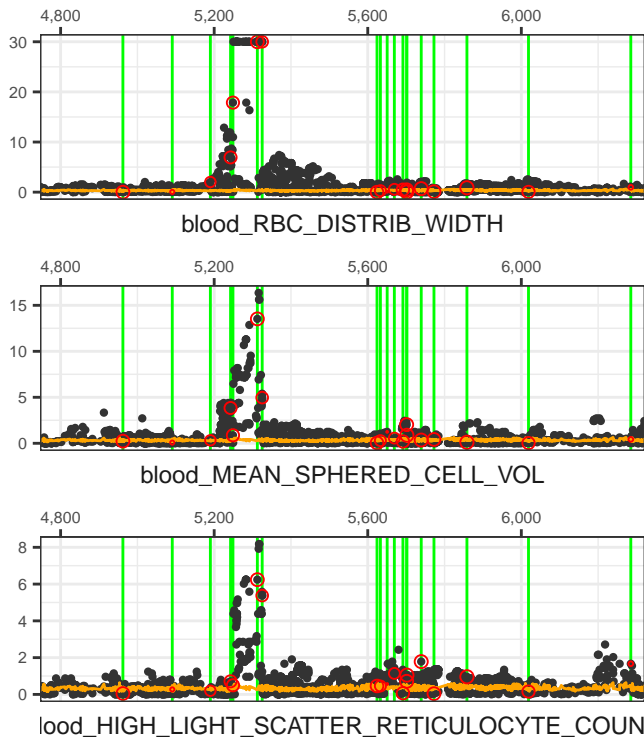 4,800 5,200 5,600 6,000
30
20
10
0
blood_RBC_DISTRIB_WIDTH
4,800 5,200 5,600 6,000
15
10
5
0
blood_MEAN_SPHERED_CELL_VOL
4,800 5,200 5,600 6,000
8
6
4
2
0
lood_HIGH_LIGHT_SCATTER_RETICULOCYTE_COUN